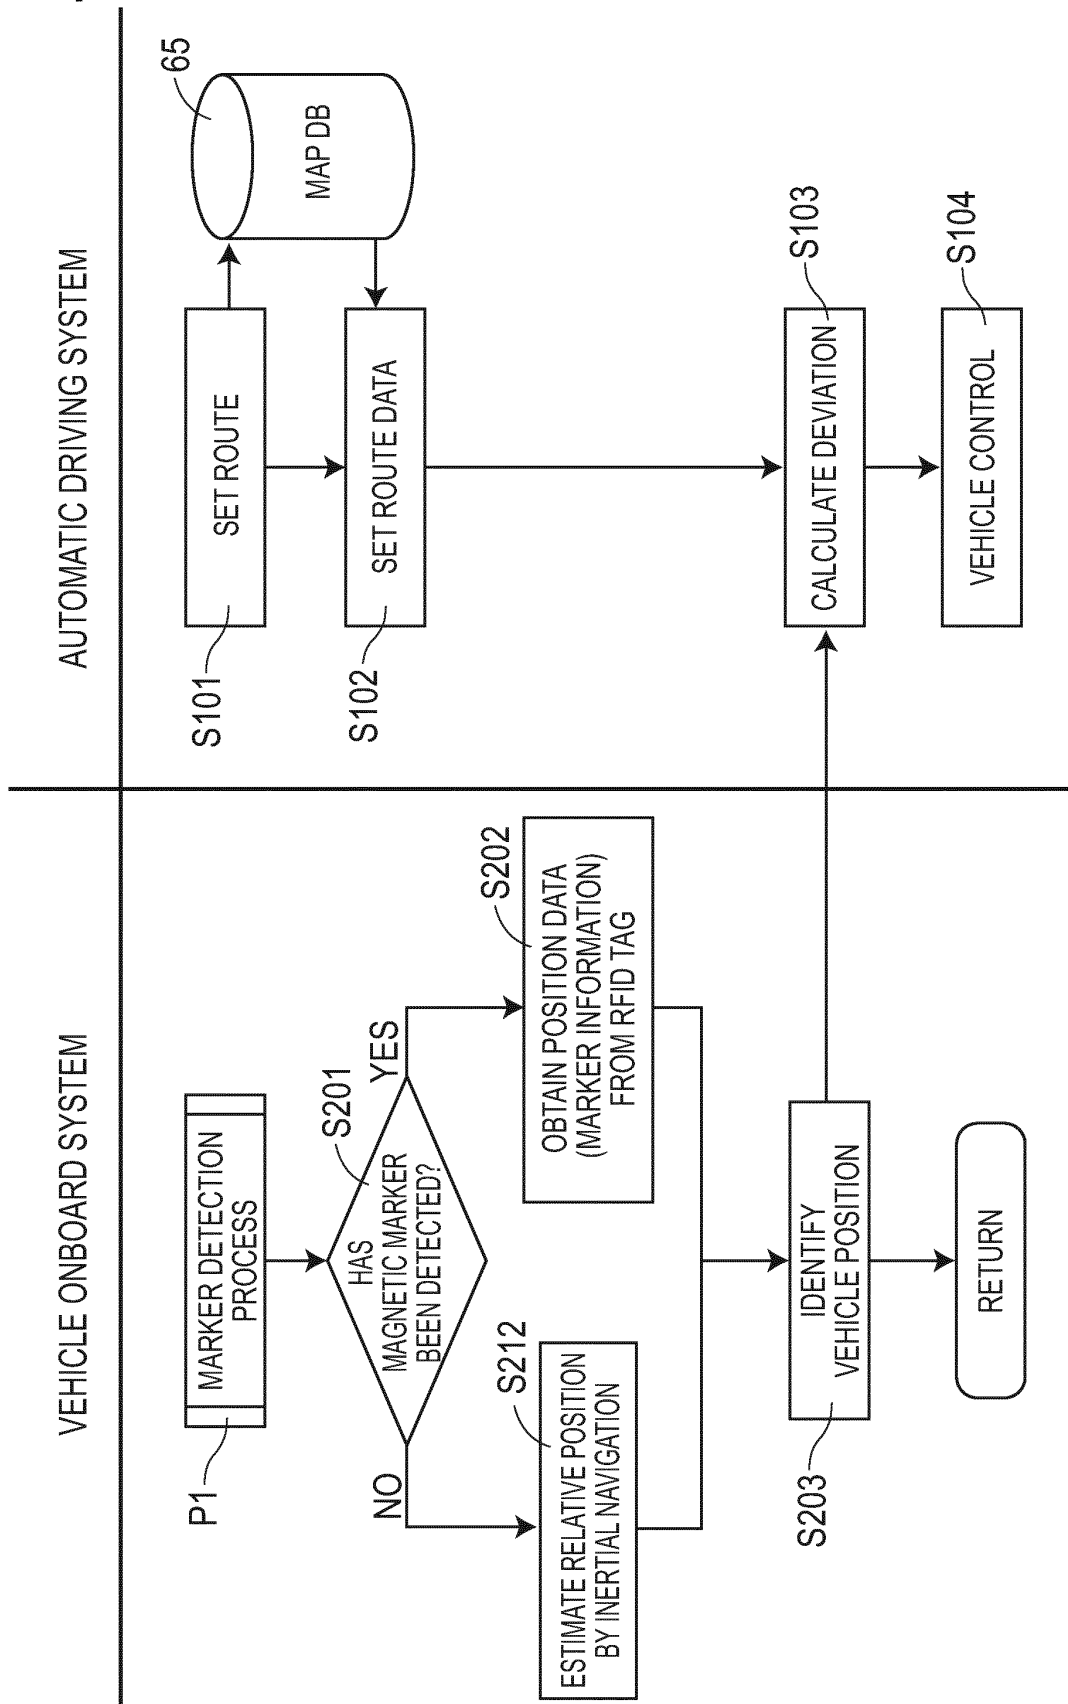 VEHICLE ONBOARD SYSTEM
AUTOMATIC DRIVING SYSTEM
P1
MARKER DETECTION
PROCESS
S201
HAS
MAGNETIC MARKER
BEEN DETECTED?
NO
YES
S212
ESTIMATE RELATIVE POSITION
BY INERTIAL NAVIGATION
S202
OBTAIN POSITION DATA
(MARKER INFORMATION)
FROM RFID TAG
S203
IDENTIFY
VEHICLE POSITION
RETURN
S101
SET ROUTE
65
MAP DB
S102
SET ROUTE DATA
S103
CALCULATE DEVIATION
S104
VEHICLE CONTROL